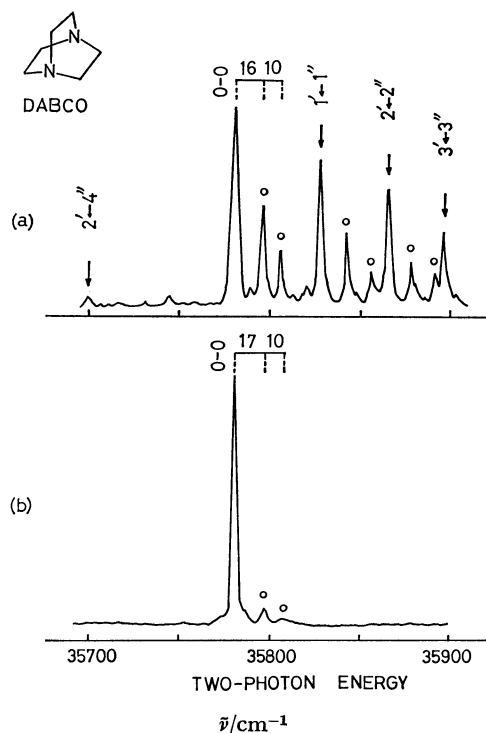 N
N
DABCO
(a)
2'←4''
0-0
16 10
1'←1''
2'←2''
3'←3''
(b)
0-0
17 10
35700 35800 35900
TWO-PHOTON ENERGY
ν̃/cm⁻¹